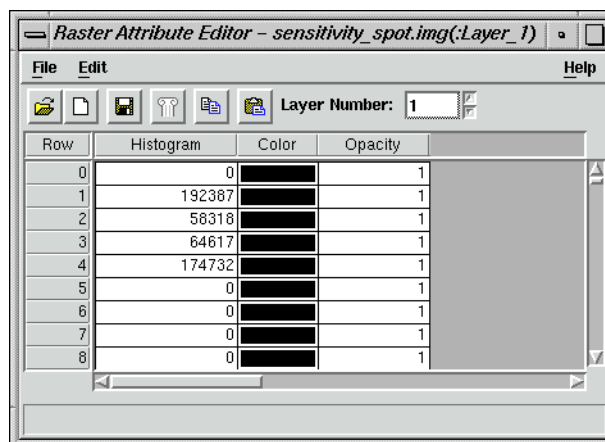 Raster Attribute Editor – sensitivity_spot.img(:Layer_1)
File Edit Help
Layer Number: 1
Row Histogram Color Opacity
0 0 1
1 192387 1
2 58318 1
3 64617 1
4 174732 1
5 0 1
6 0 1
7 0 1
8 0 1